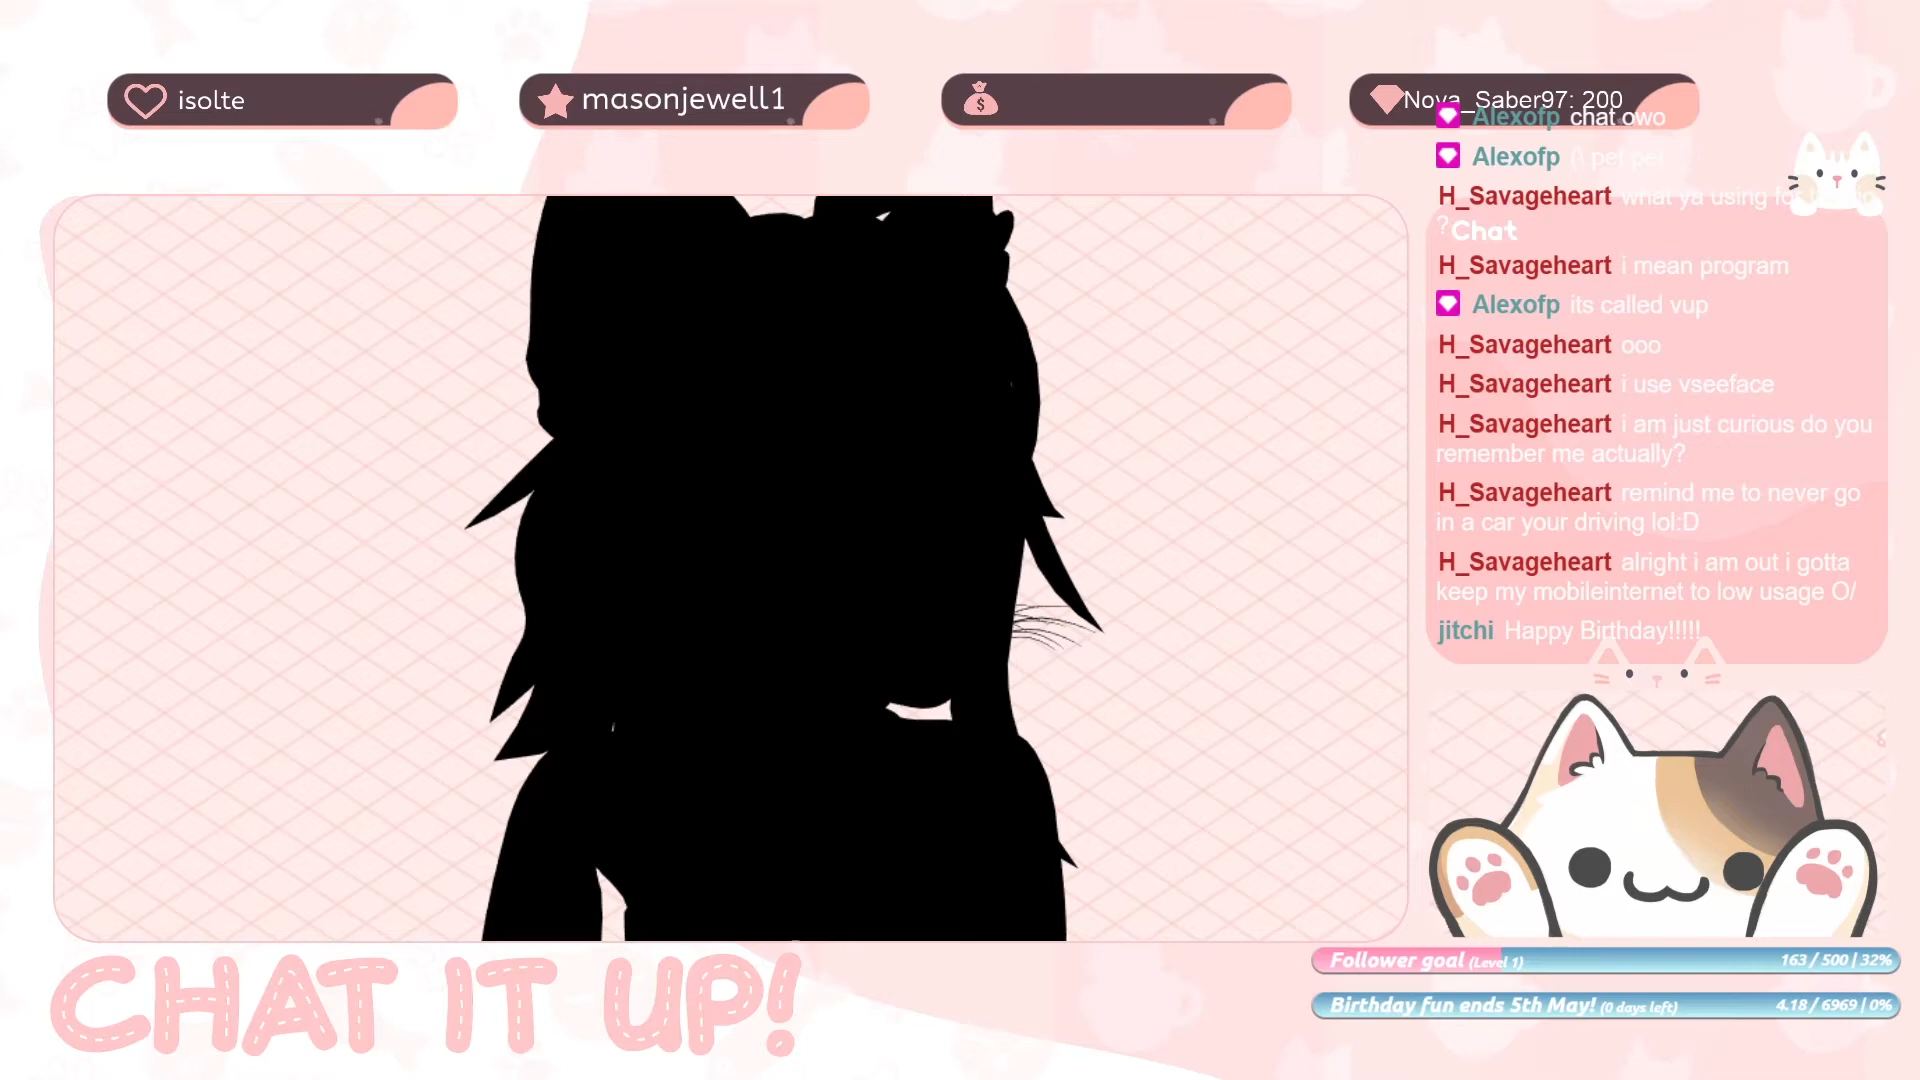 isolte
masonjewell1
Nova_Saber97: 200
Alexofp chat owo
Alexofp (\ pet pet
H_Savageheart what ya using for
?
Chat
H_Savageheart i mean program
Alexofp its called vup
H_Savageheart ooo
H_Savageheart i use vseeface
H_Savageheart i am just curious do you
remember me actually?
H_Savageheart remind me to never go
in a car your driving lol:D
H_Savageheart alright i am out i gotta
keep my mobileinternet to low usage O/
jitchi Happy Birthday!!!!!
CHAT IT UP!
Follower goal (Level 1) 163 / 500 | 32%
Birthday fun ends 5th May! (0 days left) 4.18 / 6969 | 0%